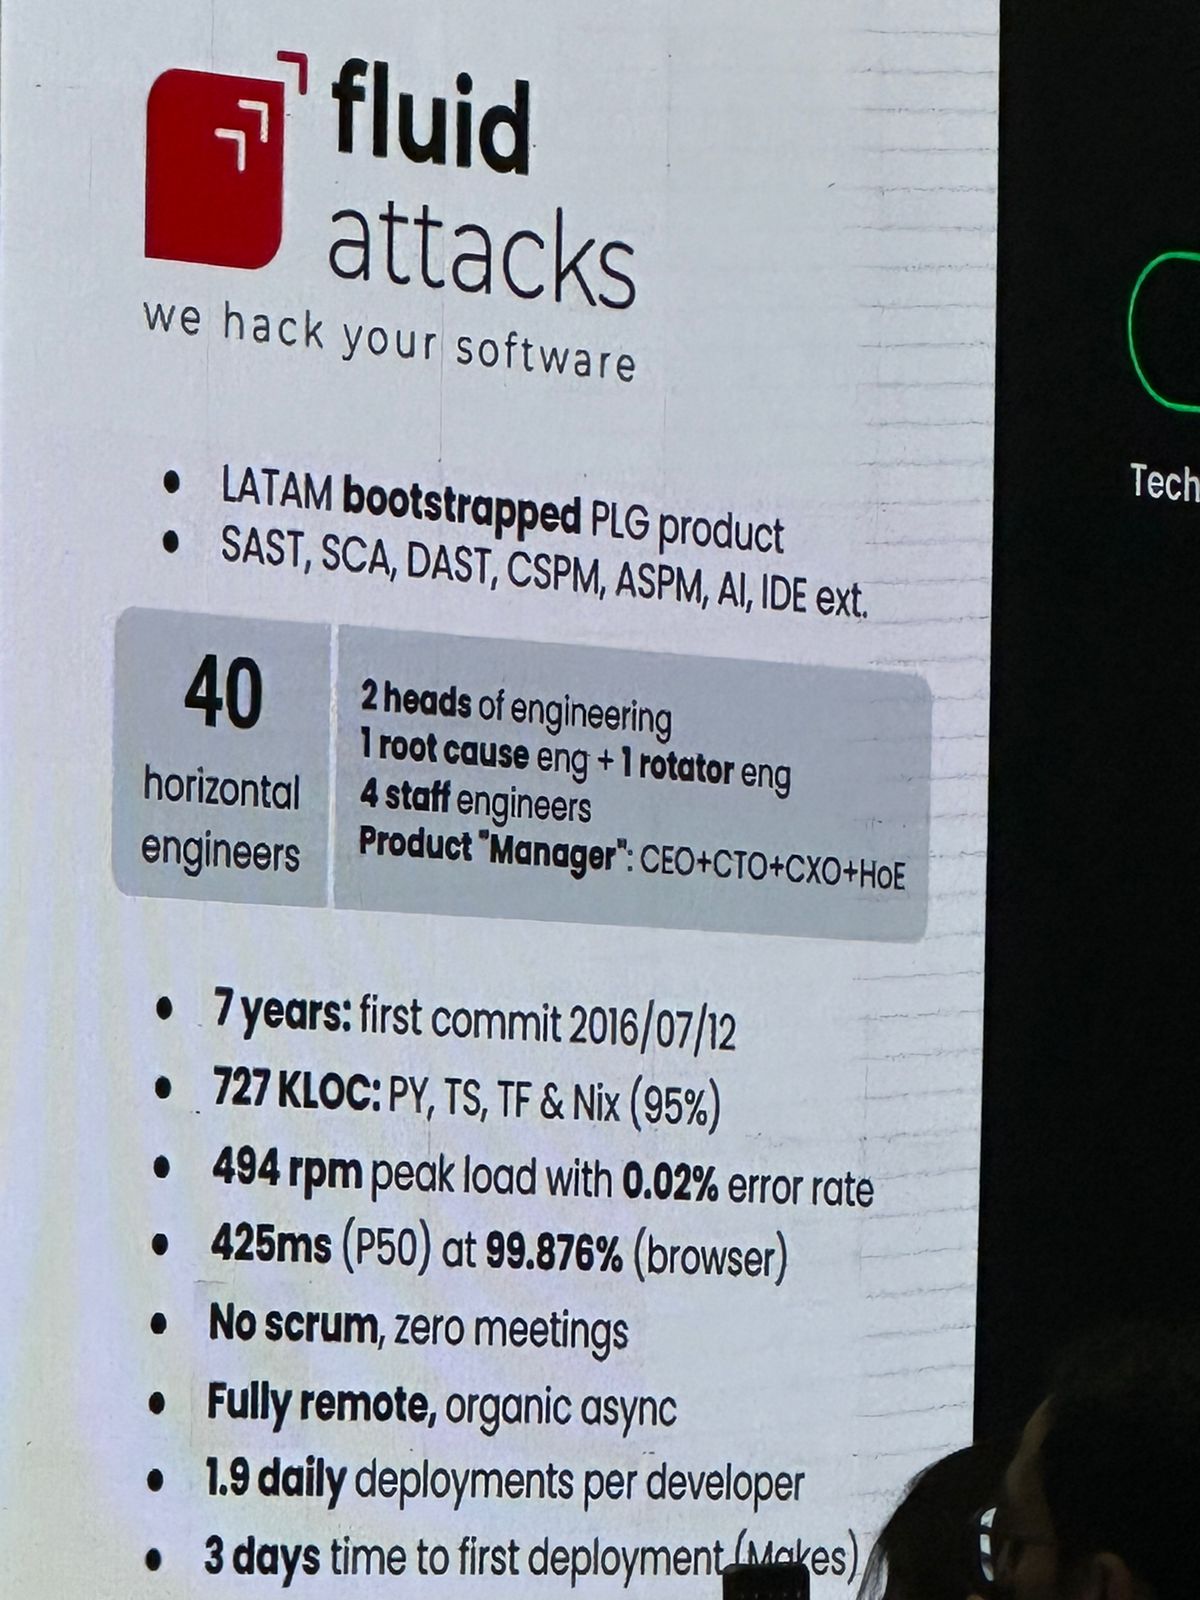 fluid
attacks
we hack your software
• LATAM bootstrapped PLG product
• SAST, SCA, DAST, CSPM, ASPM, AI, IDE ext.
40
horizontal
engineers
2 heads of engineering
1 root cause eng + 1 rotator eng
4 staff engineers
Product "Manager": CEO+CTO+CXO+HoE
• 7 years: first commit 2016/07/12
• 727 KLOC: PY, TS, TF & Nix (95%)
• 494 rpm peak load with 0.02% error rate
• 425ms (P50) at 99.876% (browser)
• No scrum, zero meetings
• Fully remote, organic async
• 1.9 daily deployments per developer
• 3 days time to first deployment (Makes)
Tech